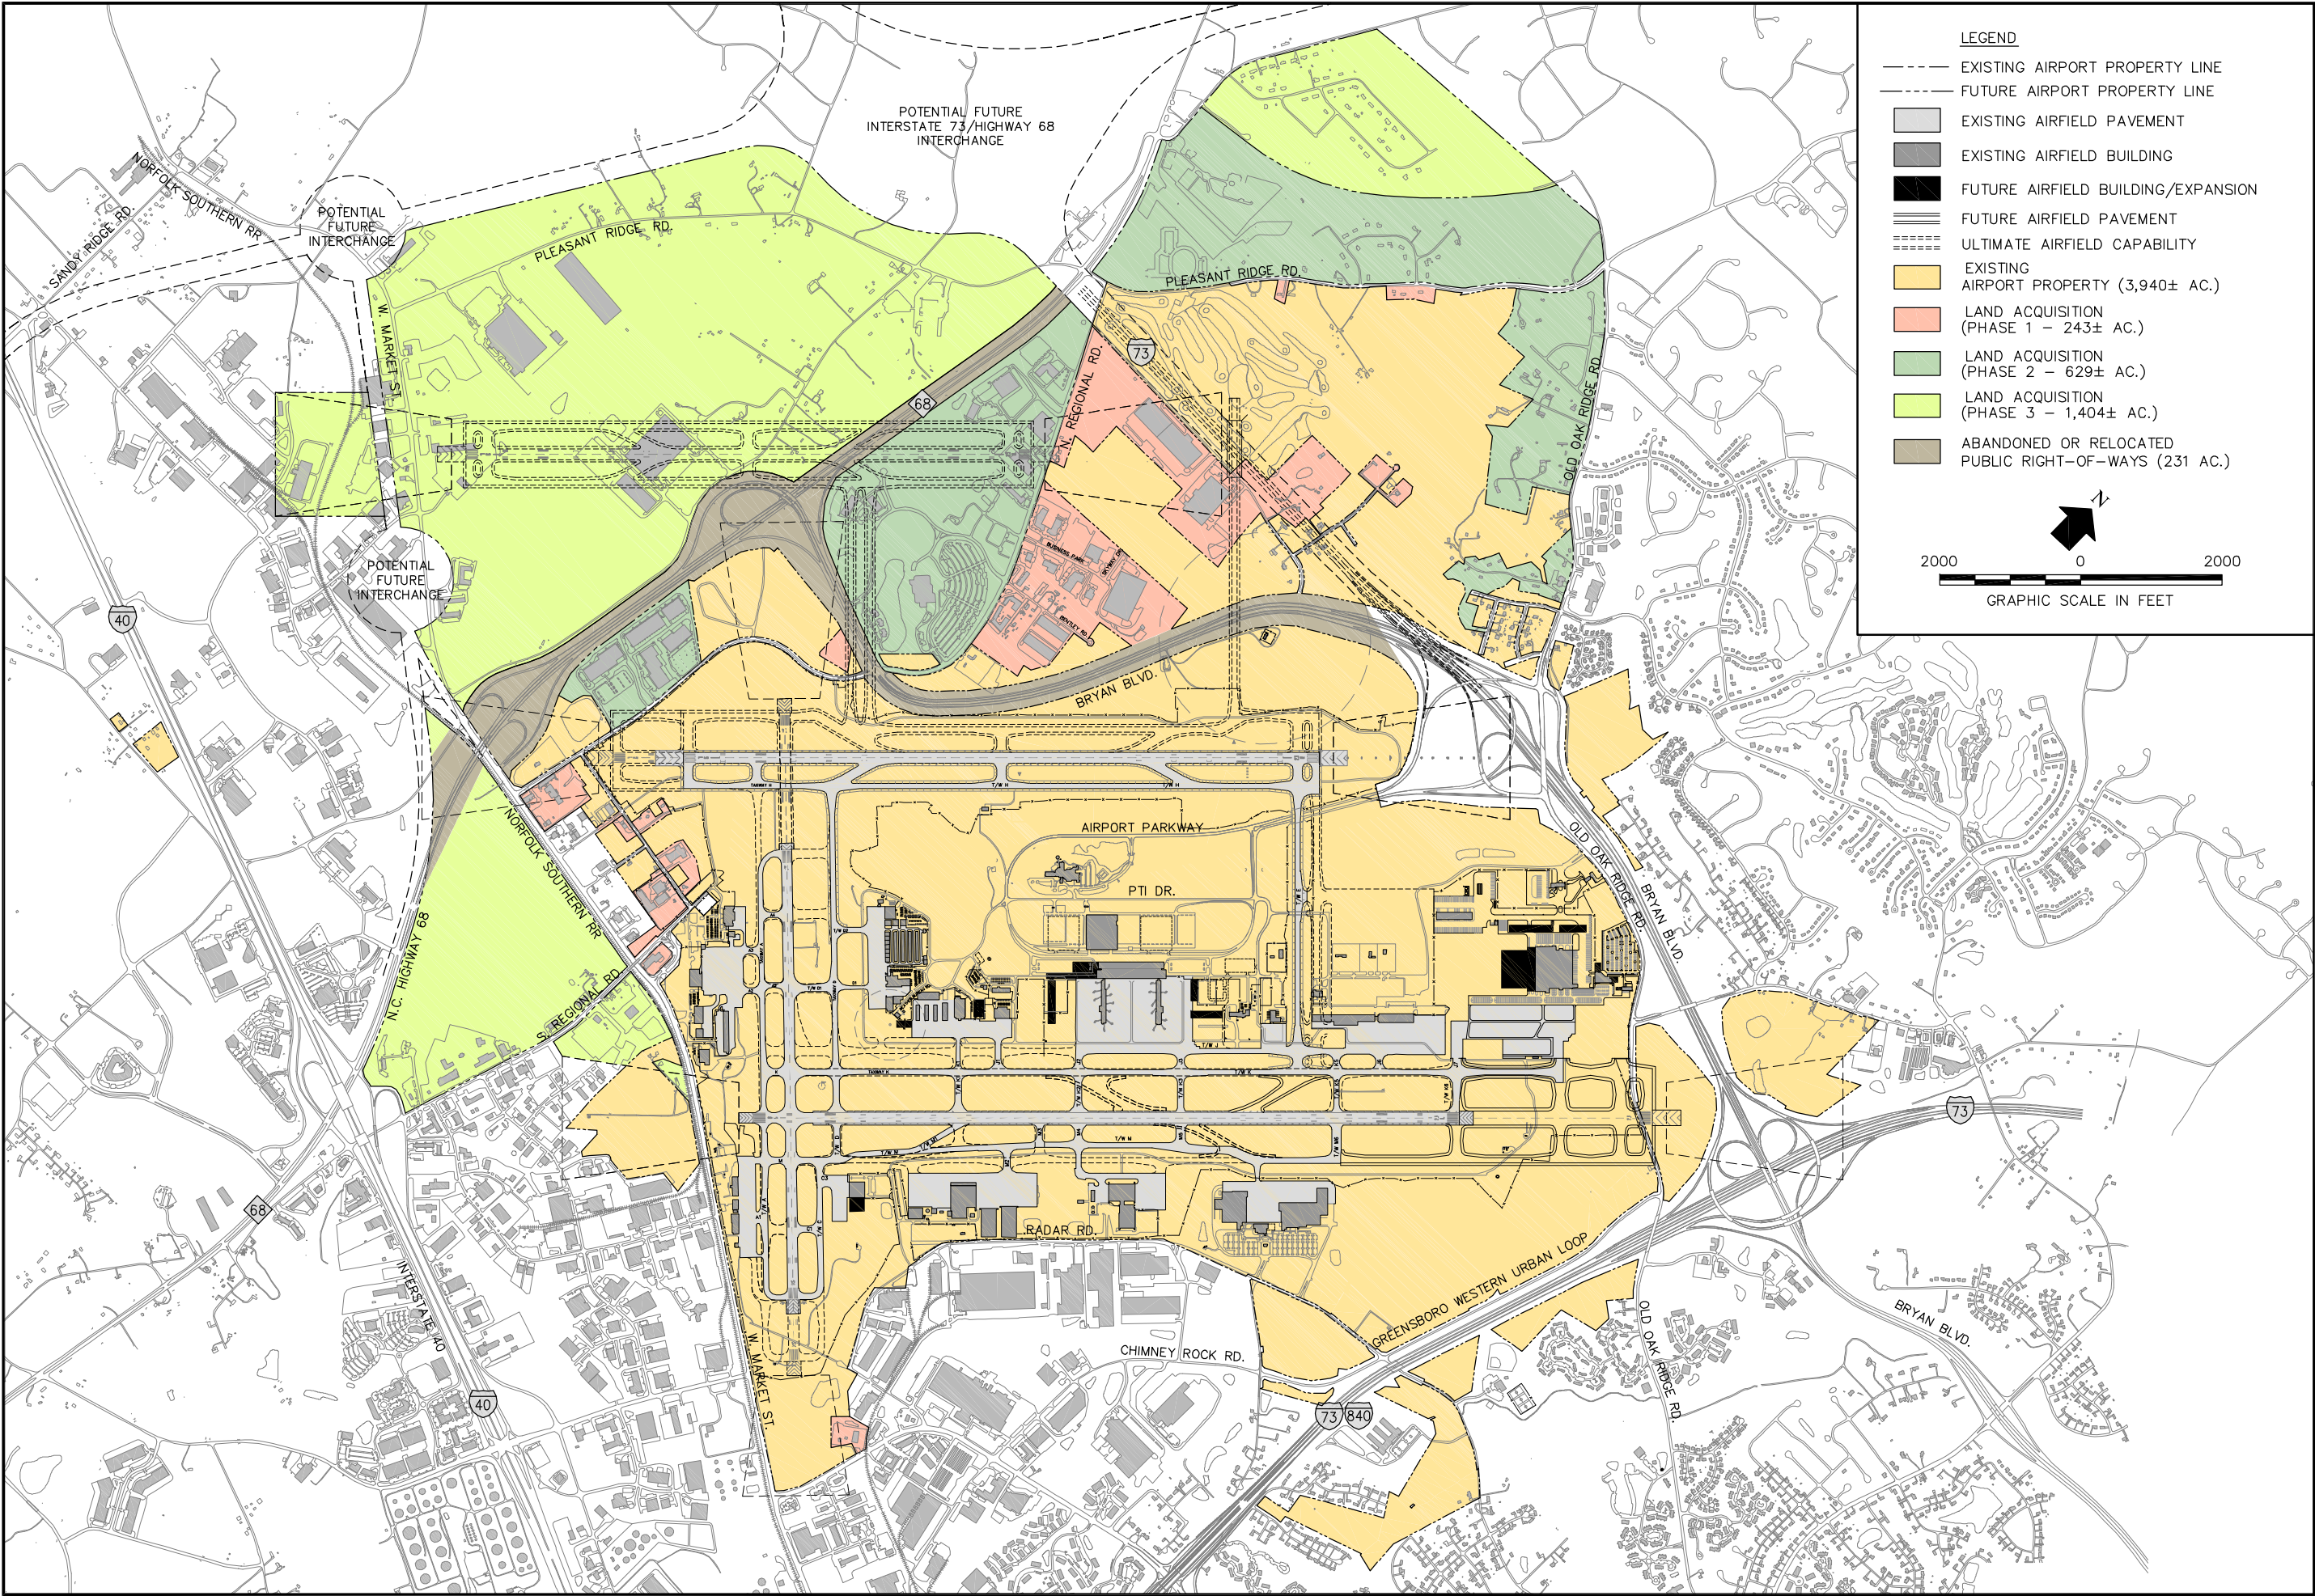 LEGEND
EXISTING AIRPORT PROPERTY LINE
FUTURE AIRPORT PROPERTY LINE
EXISTING AIRFIELD PAVEMENT
EXISTING AIRFIELD BUILDING
FUTURE AIRFIELD BUILDING/EXPANSION
FUTURE AIRFIELD PAVEMENT
ULTIMATE AIRFIELD CAPABILITY
EXISTING
AIRPORT PROPERTY (3,940± AC.)
LAND ACQUISITION
(PHASE 1 - 243± AC.)
LAND ACQUISITION
(PHASE 2 - 629± AC.)
LAND ACQUISITION
(PHASE 3 - 1,404± AC.)
ABANDONED OR RELOCATED
PUBLIC RIGHT-OF-WAYS (231 AC.)
N
2000
0
2000
GRAPHIC SCALE IN FEET
POTENTIAL FUTURE
INTERSTATE 73/HIGHWAY 68
INTERCHANGE
NORFOLK SOUTHERN RR
SANDY RIDGE RD.
POTENTIAL
FUTURE
INTERCHANGE
PLEASANT RIDGE RD.
PLEASANT RIDGE RD.
W. MARKET ST.
73
N. REGIONAL RD.
68
OLD OAK RIDGE RD.
POTENTIAL
FUTURE
INTERCHANGE
40
BUSINESS PARK
BENTLEY RD.
BRYAN BLVD.
TAXIWAY H
T/W H
T/W H
AIRPORT PARKWAY
PTI DR.
T/W E
NORFOLK SOUTHERN RR
N.C. HIGHWAY 68
S. REGIONAL RD.
OLD OAK RIDGE RD.
BRYAN BLVD.
T/W J
TAXIWAY K
T/W K
T/W D
T/W M
T/W M
73
68
RADAR RD.
GREENSBORO WESTERN URBAN LOOP
INTERSTATE 40
W. MARKET ST.
CHIMNEY ROCK RD.
OLD OAK RIDGE RD.
BRYAN BLVD.
40
73
840